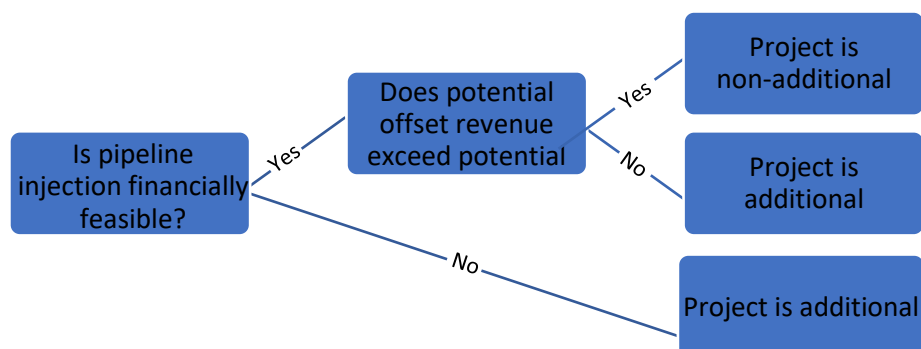 Is pipeline
injection financially
feasible?
Yes
No
Does potential
offset revenue
exceed potential
Yes
No
Project is
non-additional
Project is
additional
Project is additional